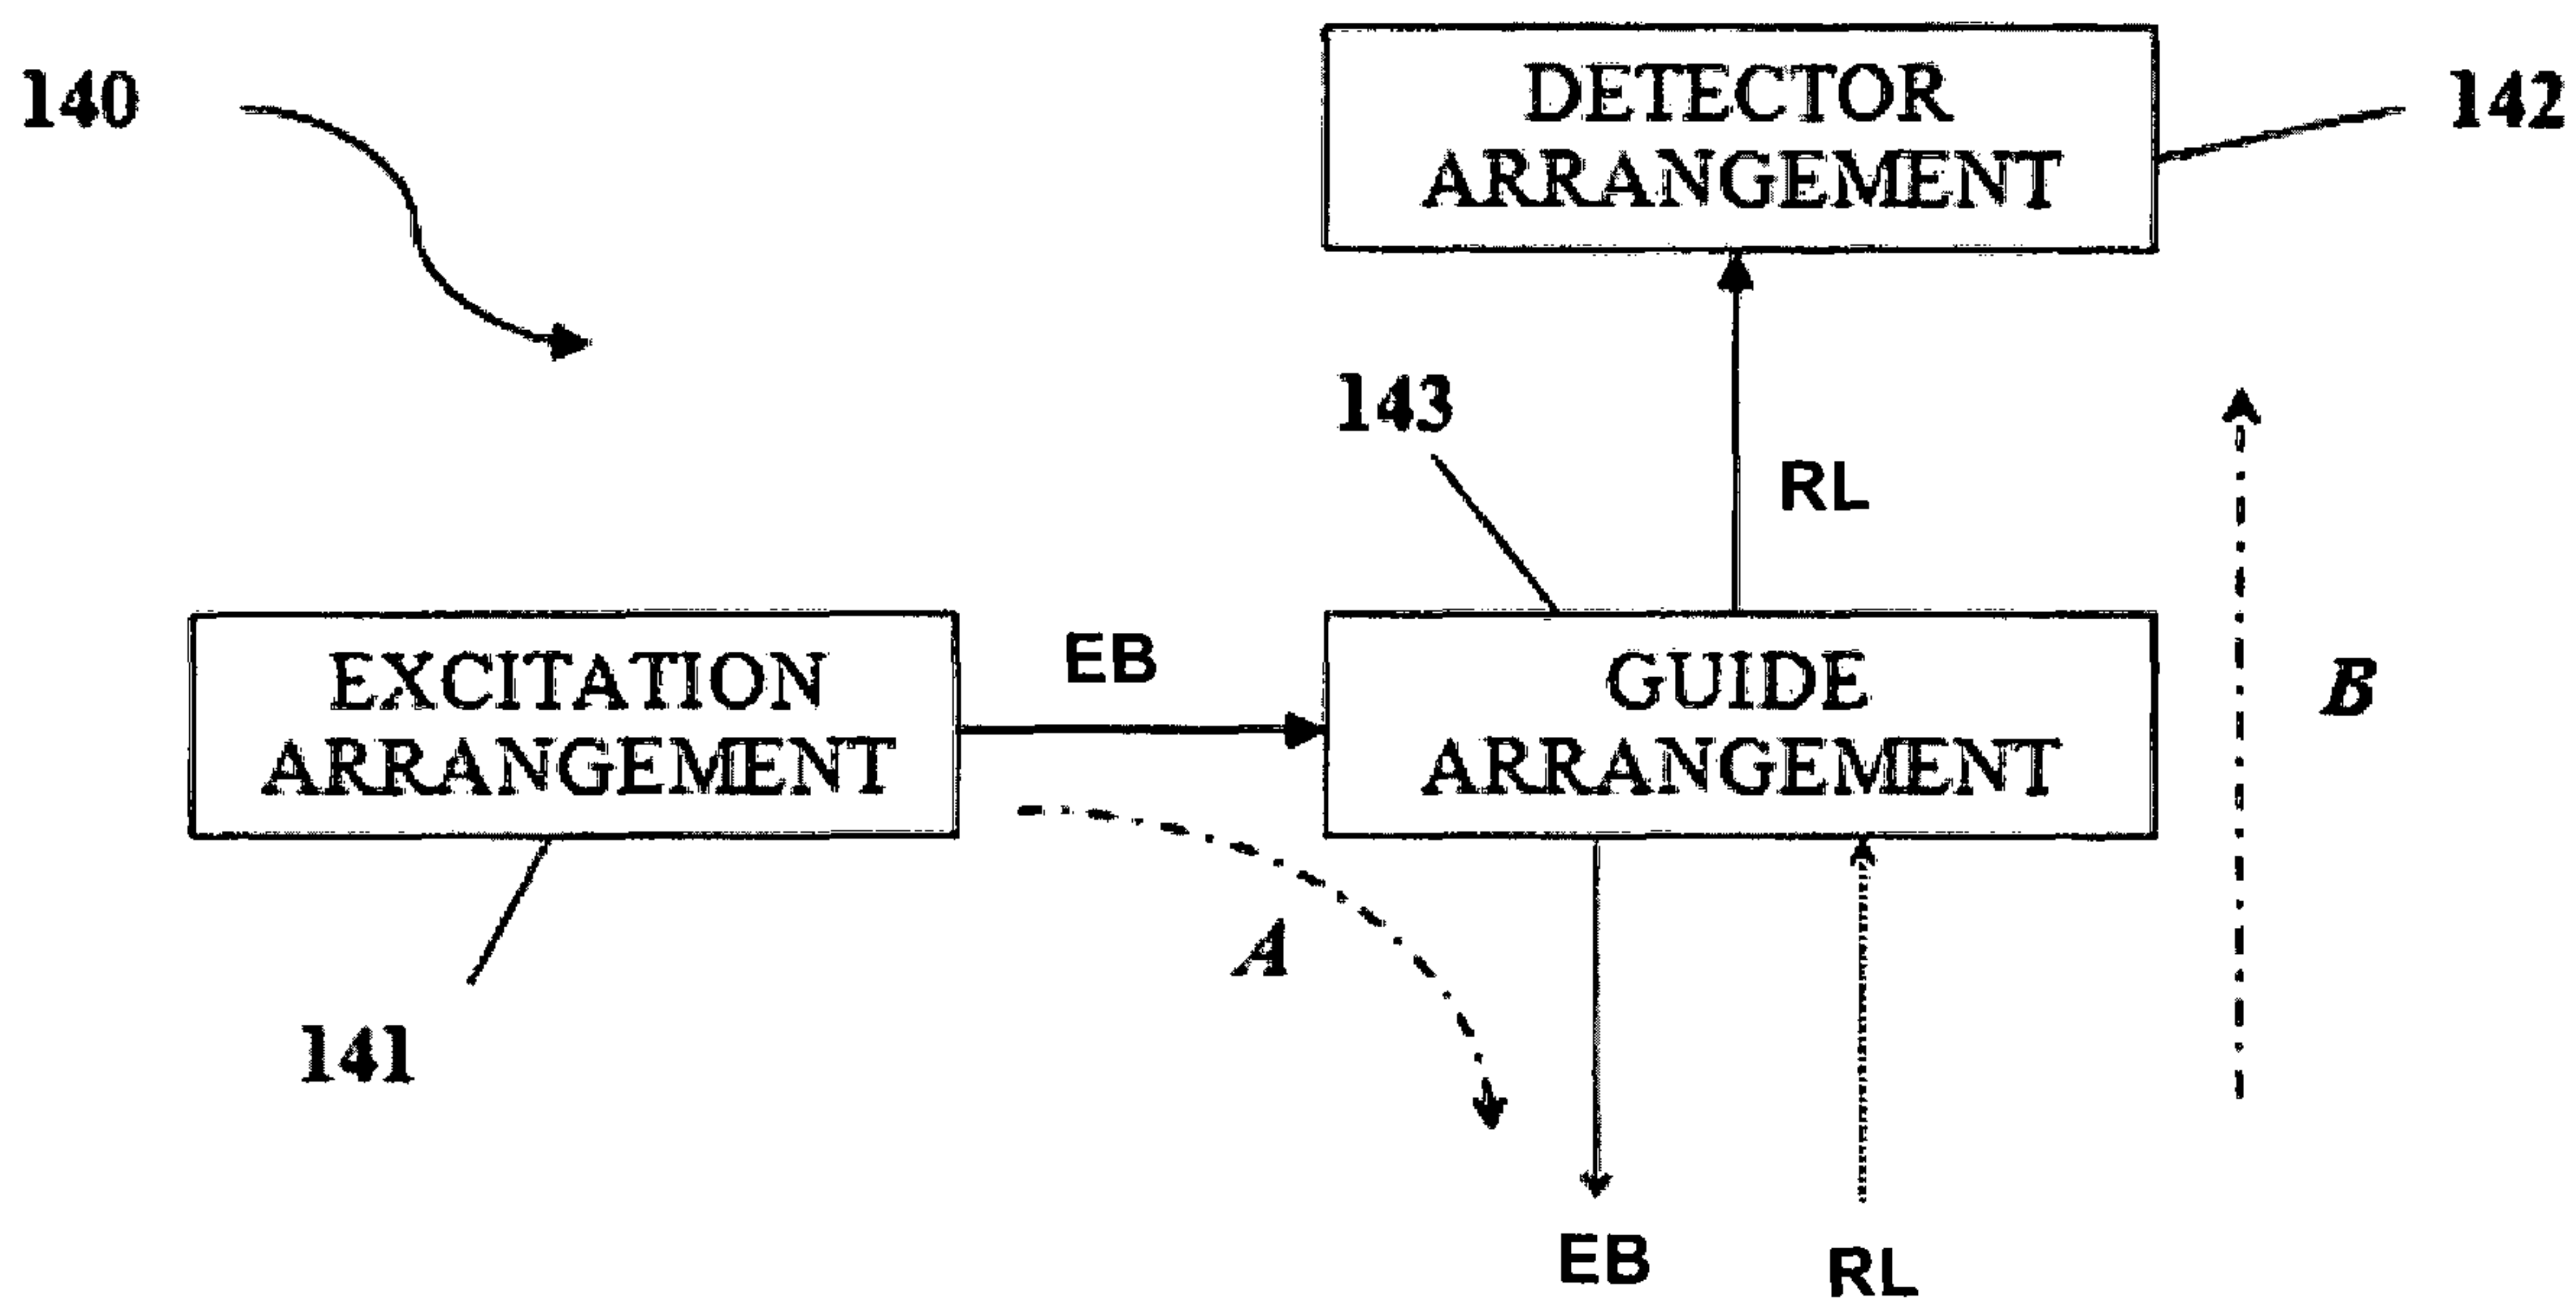 140
DETECTOR
ARRANGEMENT
142
143
RL
EXCITATION
ARRANGEMENT
EB
GUIDE
ARRANGEMENT
B
A
141
EB
RL